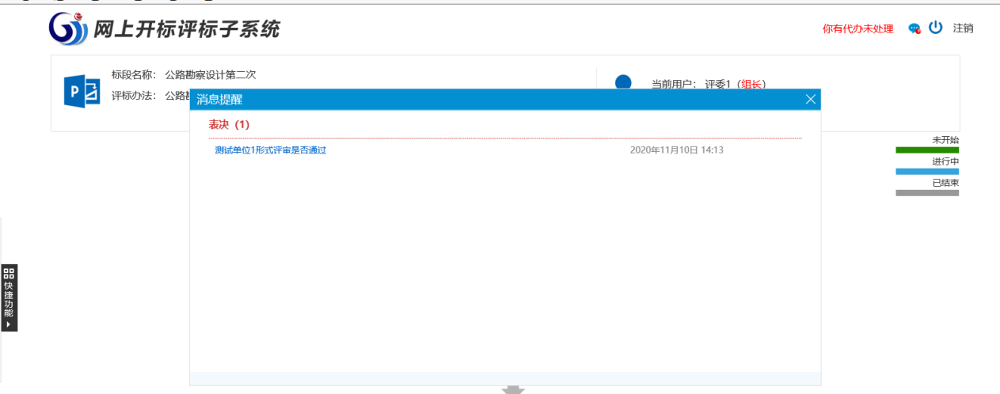 网上开标评标子系统
你有代办未处理
注销
标段名称： 公路勘察设计第二次
当前用户： 评委1（组长）
评标办法： 公路
消息提醒
表决（1）
测试单位1形式评审是否通过 2020年11月10日 14:13
未开始
进行中
已结束
快捷功能